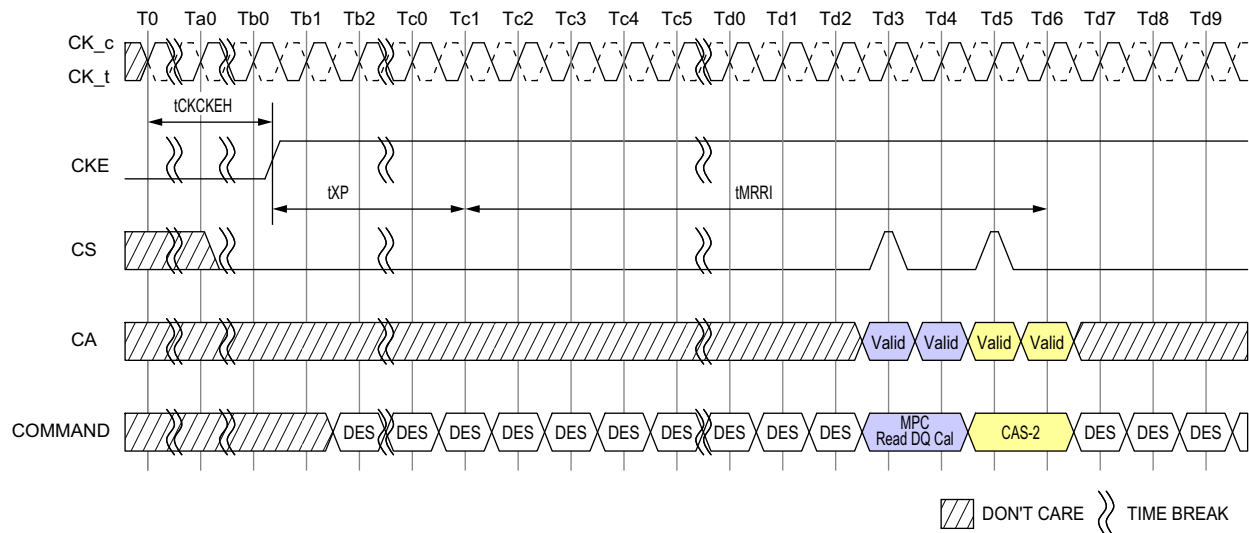 T0 Ta0 Tb0 Tb1 Tb2 Tc0 Tc1 Tc2 Tc3 Tc4 Tc5 Td0 Td1 Td2 Td3 Td4 Td5 Td6 Td7 Td8 Td9
CK_c
CK_t
tCKCKEH
CKE
tXP tMRRI
CS
CA Valid Valid Valid Valid
COMMAND DES DES DES DES DES DES DES DES DES DES MPC Read DQ Cal CAS-2 DES DES DES
DON'T CARE TIME BREAK